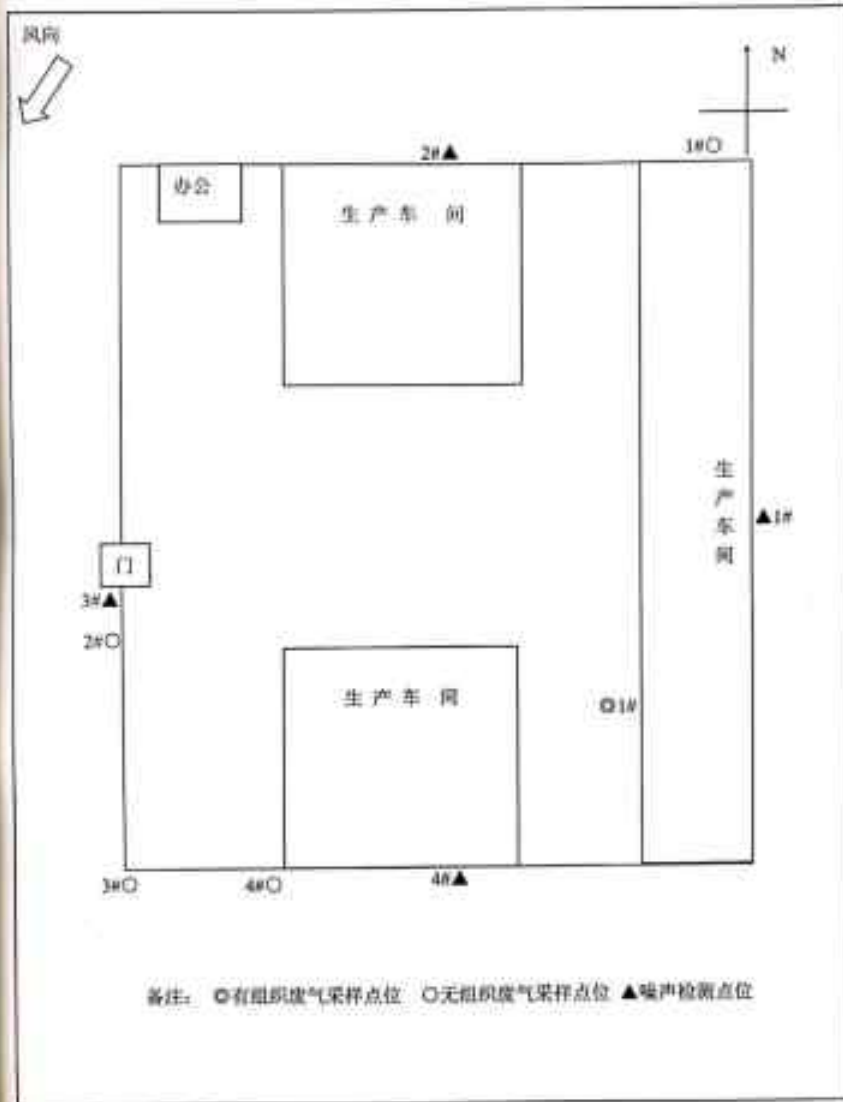 风向
N
2#▲
1#○
办公
生产车间
生产车间
▲1#
门
3#▲
2#○
生产车间
◎1#
3#○
4#○
4#▲
备注： ◎有组织废气采样点位 ○无组织废气采样点位 ▲噪声检测点位